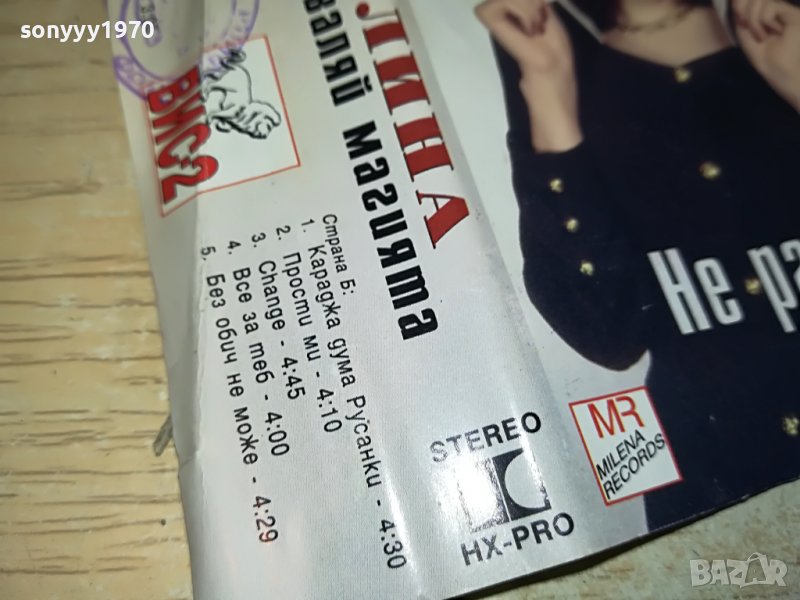 sonyyy1970
ВИС-2
ЛИНА
валяй магията
Страна Б:
1. Караджа дума Русанки - 4:30
2. Прости ми - 4:10
3. Change - 4:45
4. Все за теб - 4:00
5. Без обич не може - 4:29
STEREO
HX-PRO
MR
MILENA
RECORDS
Не ра
BAZAR